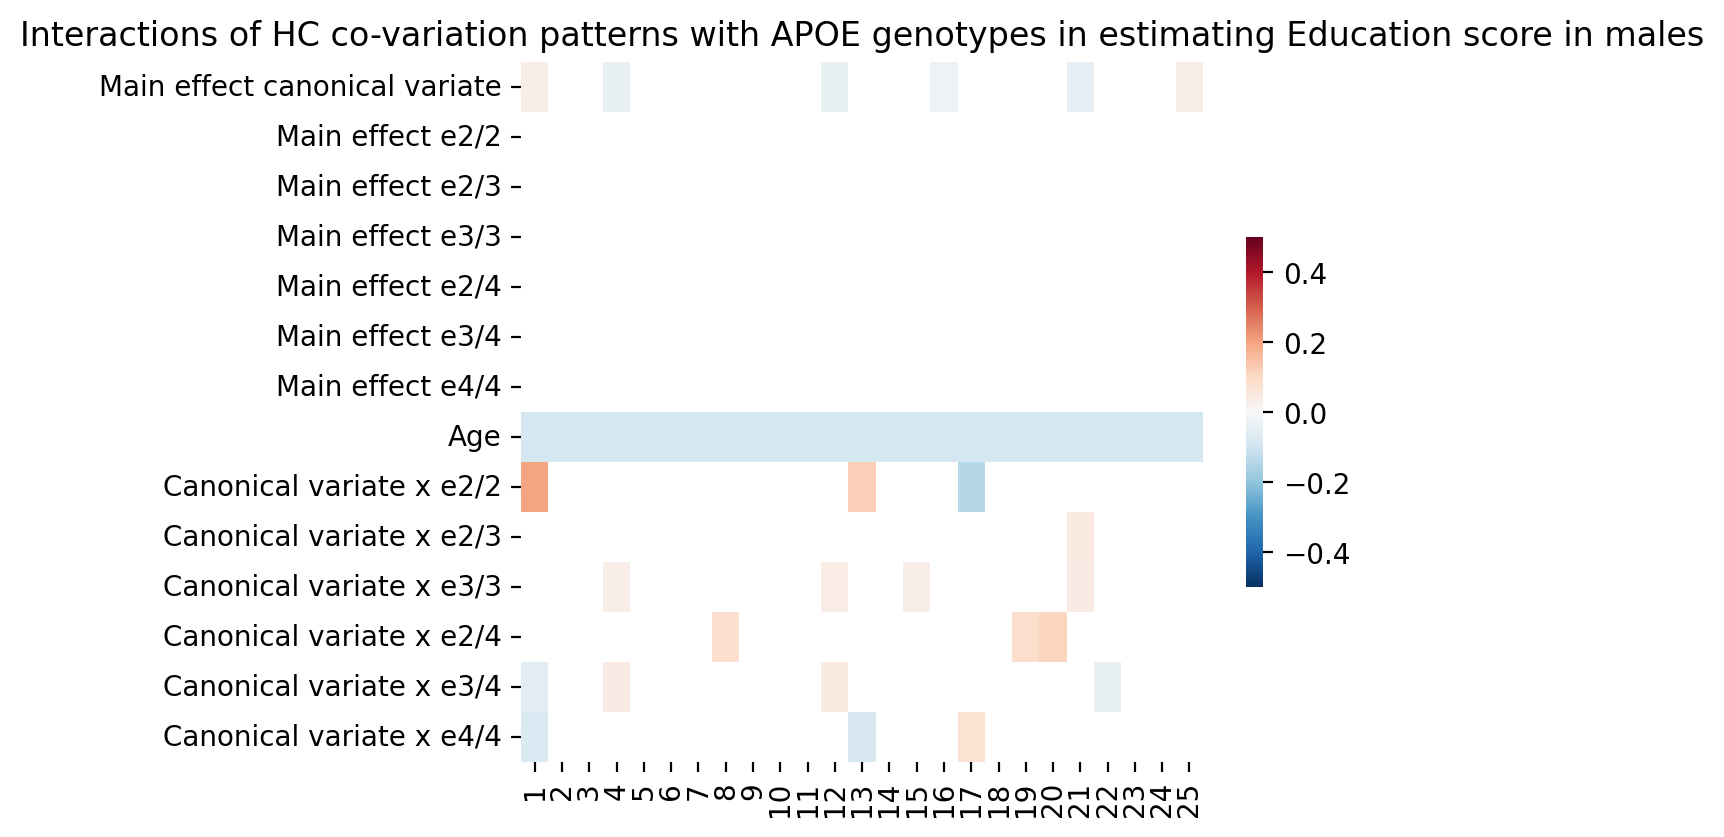 Interactions of HC co-variation patterns with APOE genotypes in estimating Education score in males
Main effect canonical variate
Main effect e2/2
Main effect e2/3
Main effect e3/3
Main effect e2/4
Main effect e3/4
Main effect e4/4
Age
Canonical variate x e2/2
Canonical variate x e2/3
Canonical variate x e3/3
Canonical variate x e2/4
Canonical variate x e3/4
Canonical variate x e4/4
1 2 3 4 5 6 7 8 9 10 11 12 13 14 15 16 17 18 19 20 21 22 23 24 25
0.4
0.2
0.0
−0.2
−0.4